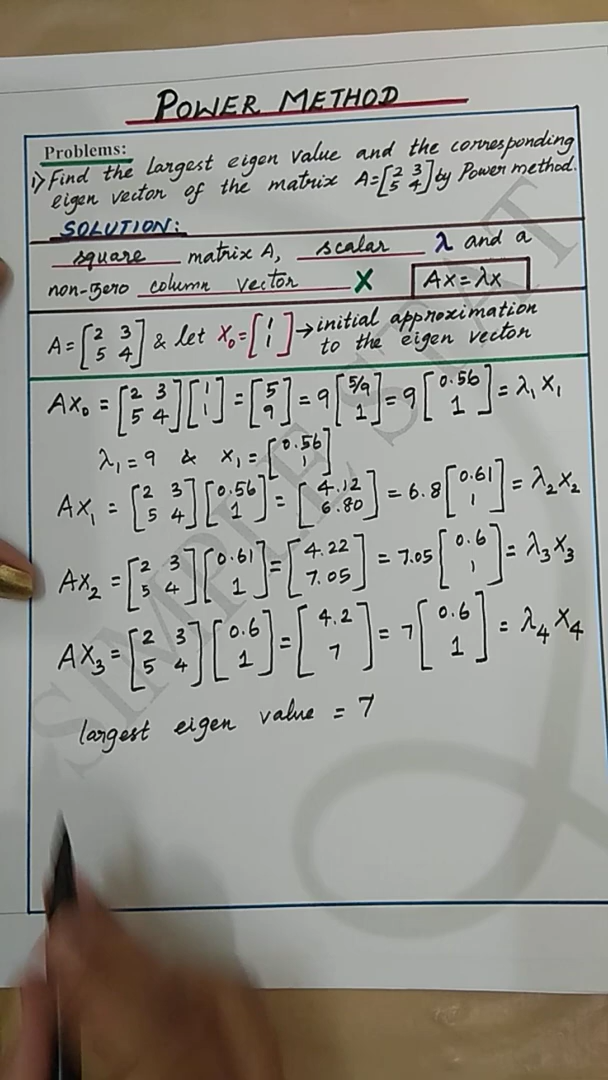 POWER METHOD
Problems:
1) Find the largest eigen value and the corresponding
eigen vector of the matrix A=[2 3; 5 4] by Power method.
SOLUTION:
square matrix A, scalar λ and a
non-zero column vector X AX=λX
A=[2 3; 5 4] & let X₀=[1; 1] → initial approximation
to the eigen vector
AX₀=[2 3; 5 4][1; 1]=[5; 9]=9[5/9; 1]=9[0.56; 1]=λ₁X₁
λ₁=9 & X₁=[0.56; 1]
AX₁=[2 3; 5 4][0.56; 1]=[4.12; 6.80]=6.8[0.61; 1]=λ₂X₂
AX₂=[2 3; 5 4][0.61; 1]=[4.22; 7.05]=7.05[0.6; 1]=λ₃X₃
AX₃=[2 3; 5 4][0.6; 1]=[4.2; 7]=7[0.6; 1]=λ₄X₄
largest eigen value = 7
SIMPLE STAT